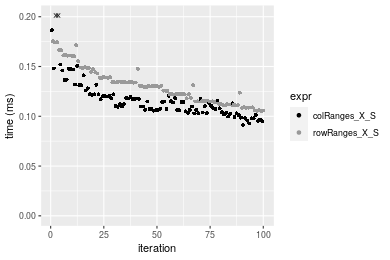 0.20
0.15
0.10
0.05
0.00
time (ms)
0
25
50
75
100
iteration
expr
colRanges_X_S
rowRanges_X_S